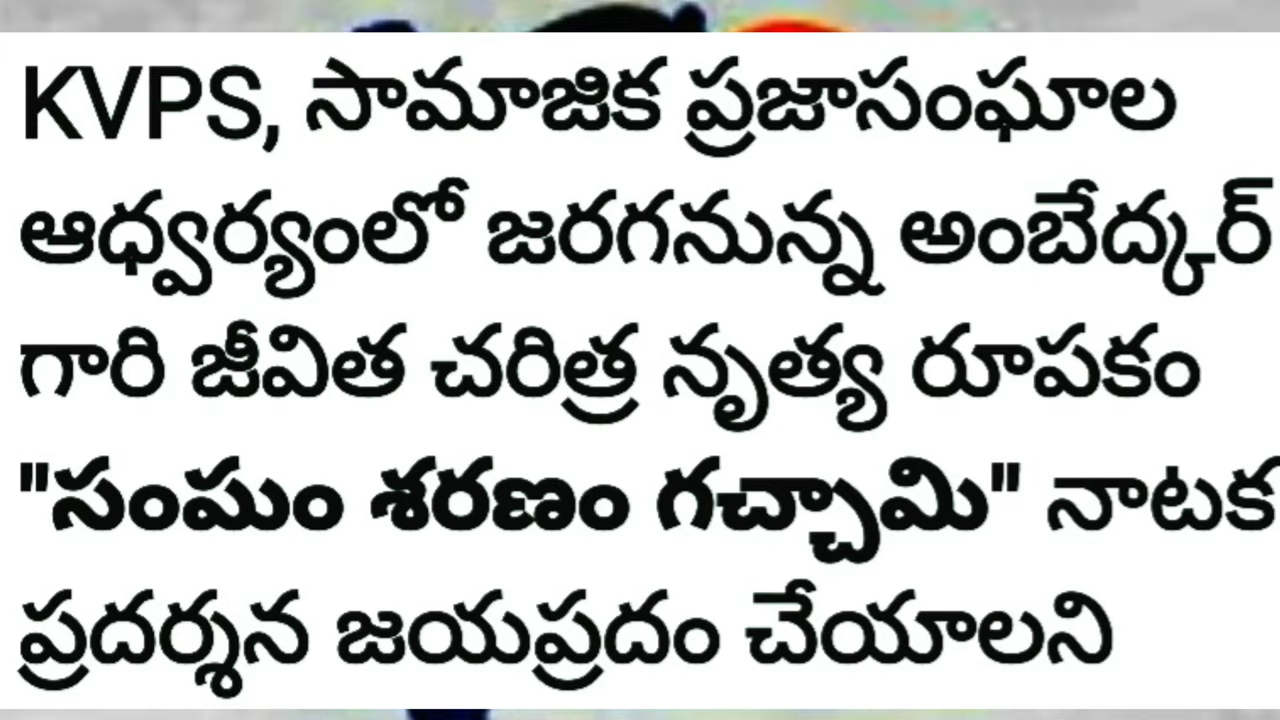 KVPS, సామాజిక ప్రజాసంఘాల
ఆధ్వర్యంలో జరగనున్న అంబేద్కర్
గారి జీవిత చరిత్ర నృత్య రూపకం
"సంఘం శరణం గచ్చామి" నాటక
ప్రదర్శన జయప్రదం చేయాలని